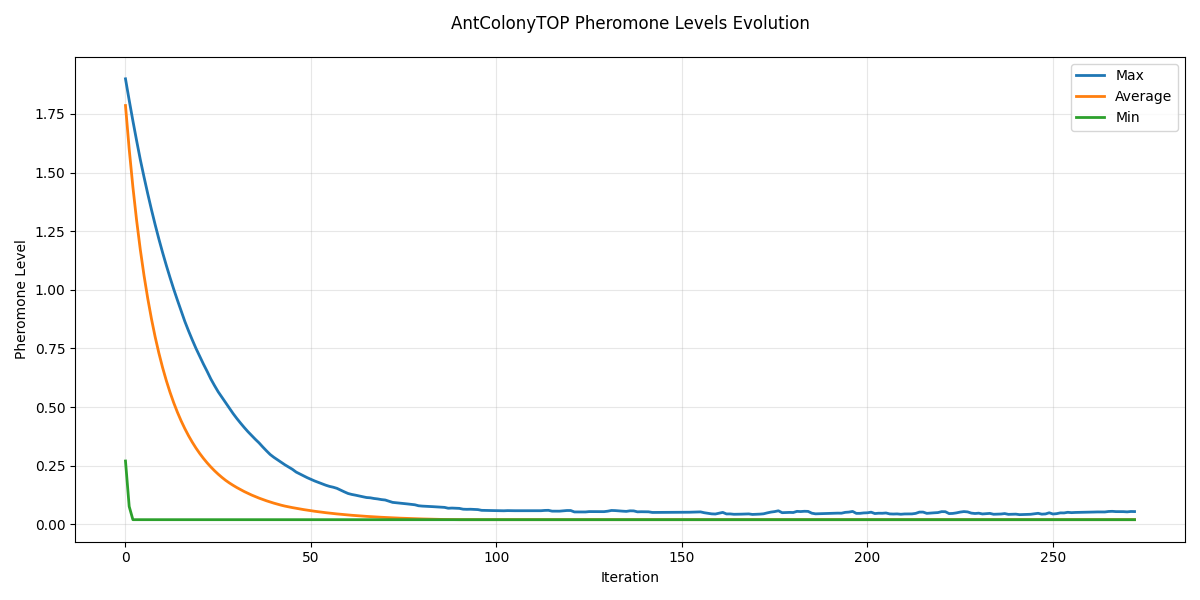 AntColonyTOP Pheromone Levels Evolution
Max
Average
Min
Pheromone Level
1.75
1.50
1.25
1.00
0.75
0.50
0.25
0.00
0 50 100 150 200 250
Iteration